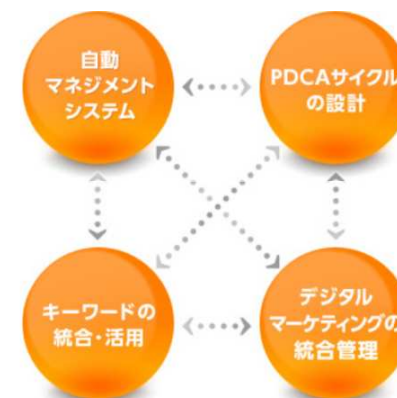 自動
マネジメント
システム
PDCAサイクル
の設計
キーワードの
統合・活用
デジタル
マーケティングの
統合管理